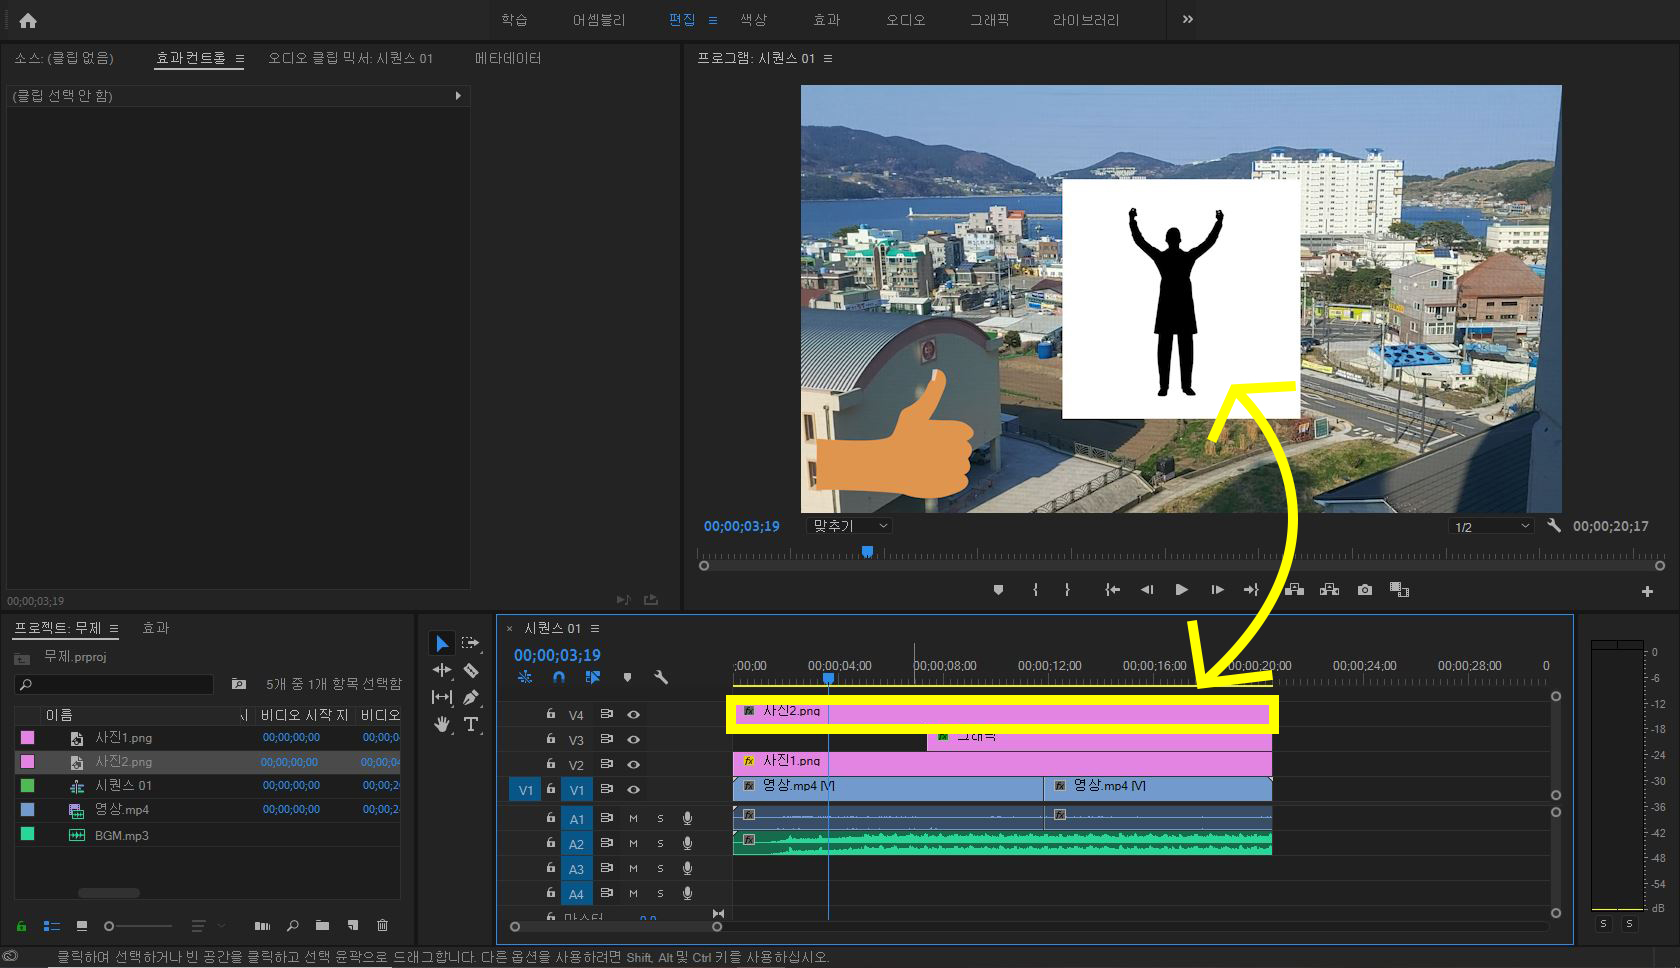 학습 어셈블리 편집 색상 효과 오디오 그래픽 라이브러리
소스: (클립 없음) 효과 컨트롤 오디오 클립 믹서: 시퀀스 01 메타데이터
(클립 선택 안 함)
00;00;03;19
프로그램: 시퀀스 01
00;00;03;19 맞추기 1/2 00;00;20;17
프로젝트: 무제 효과
무제.prproj
5개 중 1개 항목 선택함
이름 비디오 시작 지 비디오
사진1.png 00;00;00;00 00;00;0
사진2.png 00;00;00;00 00;00;04
시퀀스 01 00;00;00;00 00;00;20
영상.mp4 00;00;00;00 00;00;2
BGM.mp3
× 시퀀스 01
00;00;03;19
;00;00 00;00;04;00 00;00;08;00 00;00;12;00 00;00;16;00 00;00;20;00 00;00;24;00 00;00;28;00 0
V4 fx 사진2.png
V3 fx 그래픽
V2 fx 사진1.png
V1 V1 fx 영상.mp4 [V] fx 영상.mp4 [V]
A1 M S fx fx
A2 M S fx
A3 M S
A4 M S
마스터 0.0
0
-6
-12
-18
-24
-30
-36
-42
-48
-54
dB
S S
클릭하여 선택하거나 빈 공간을 클릭하고 선택 윤곽으로 드래그합니다. 다른 옵션을 사용하려면 Shift, Alt 및 Ctrl 키를 사용하십시오.